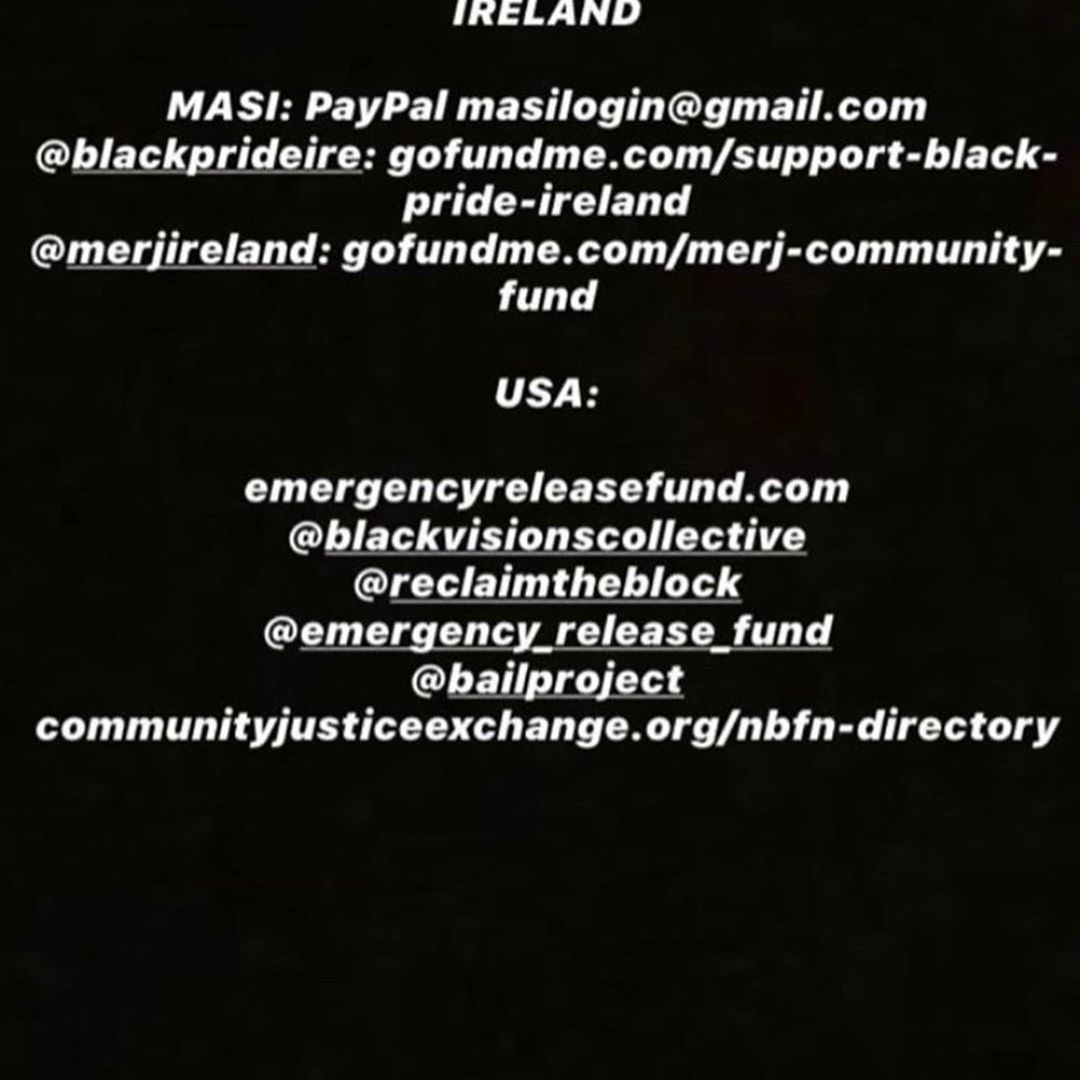 IRELAND
MASI: PayPal masilogin@gmail.com
@blackprideire: gofundme.com/support-black-
pride-ireland
@merjireland: gofundme.com/merj-community-
fund
USA:
emergencyreleasefund.com
@blackvisionscollective
@reclaimtheblock
@emergency_release_fund
@bailproject
communityjusticeexchange.org/nbfn-directory